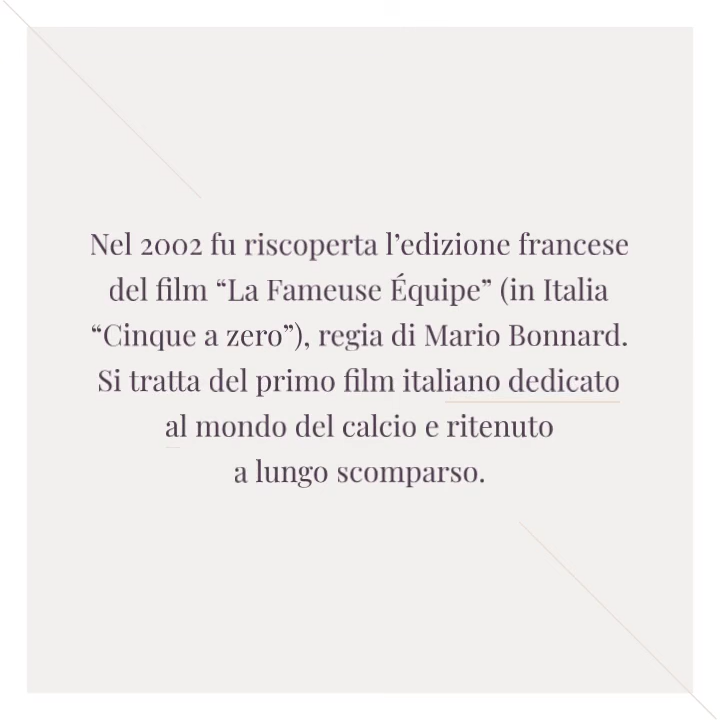 Nel 2002 fu riscoperta l’edizione francese
del film “La Fameuse Équipe” (in Italia
“Cinque a zero”), regia di Mario Bonnard.
Si tratta del primo film italiano dedicato
al mondo del calcio e ritenuto
a lungo scomparso.